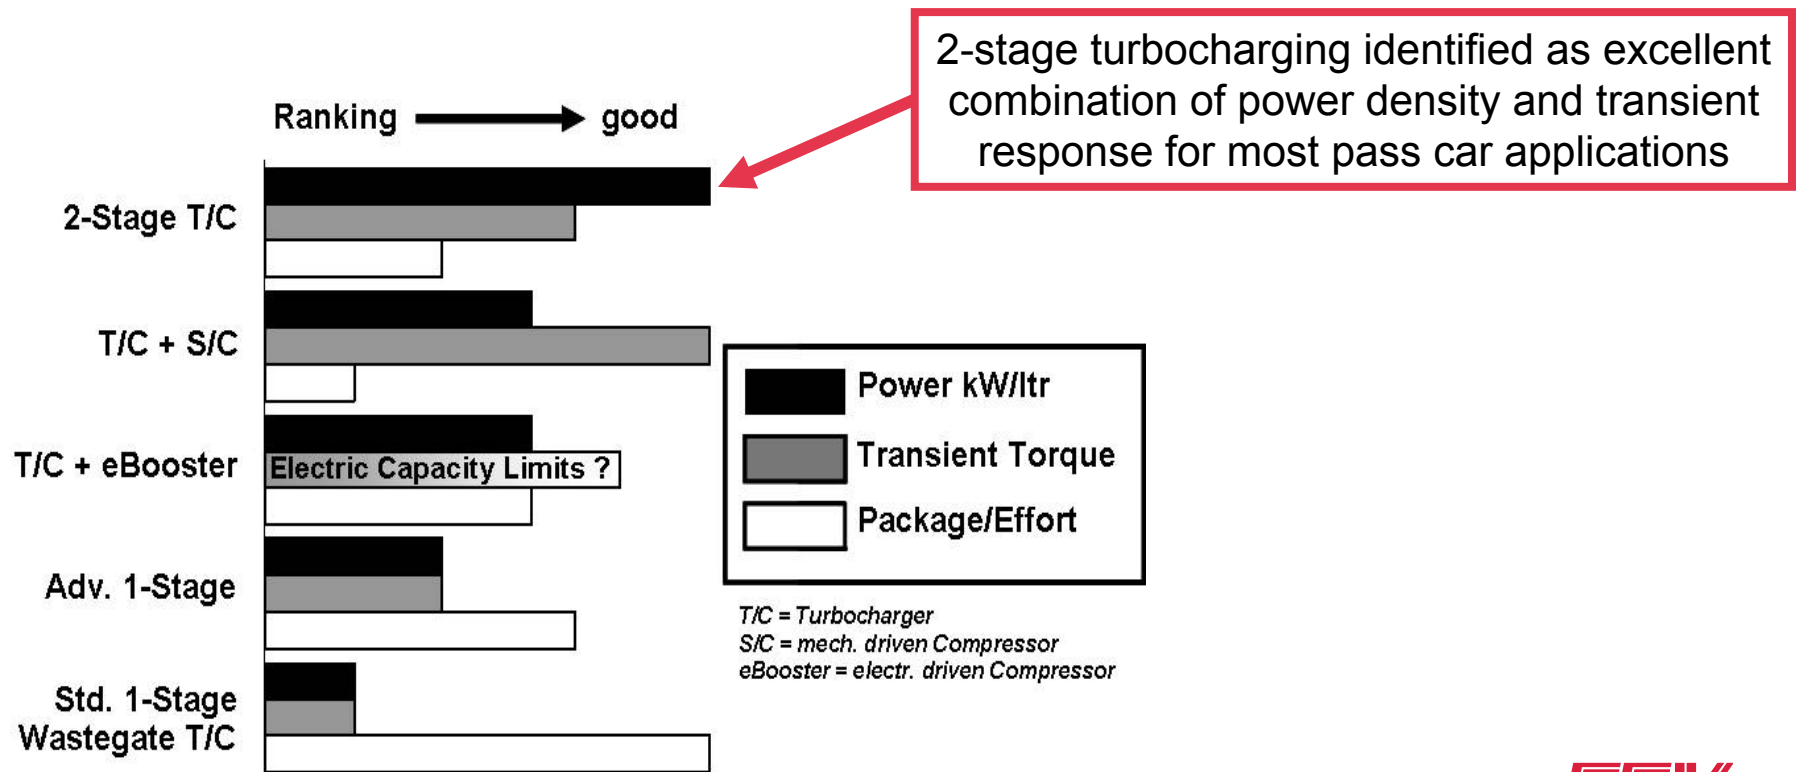 2-stage turbocharging identified as excellent
combination of power density and transient
response for most pass car applications
Ranking good
2-Stage T/C
T/C + S/C
T/C + eBooster
Electric Capacity Limits ?
Adv. 1-Stage
Std. 1-Stage
Wastegate T/C
Power kW/ltr
Transient Torque
Package/Effort
T/C = Turbocharger
S/C = mech. driven Compressor
eBooster = electr. driven Compressor